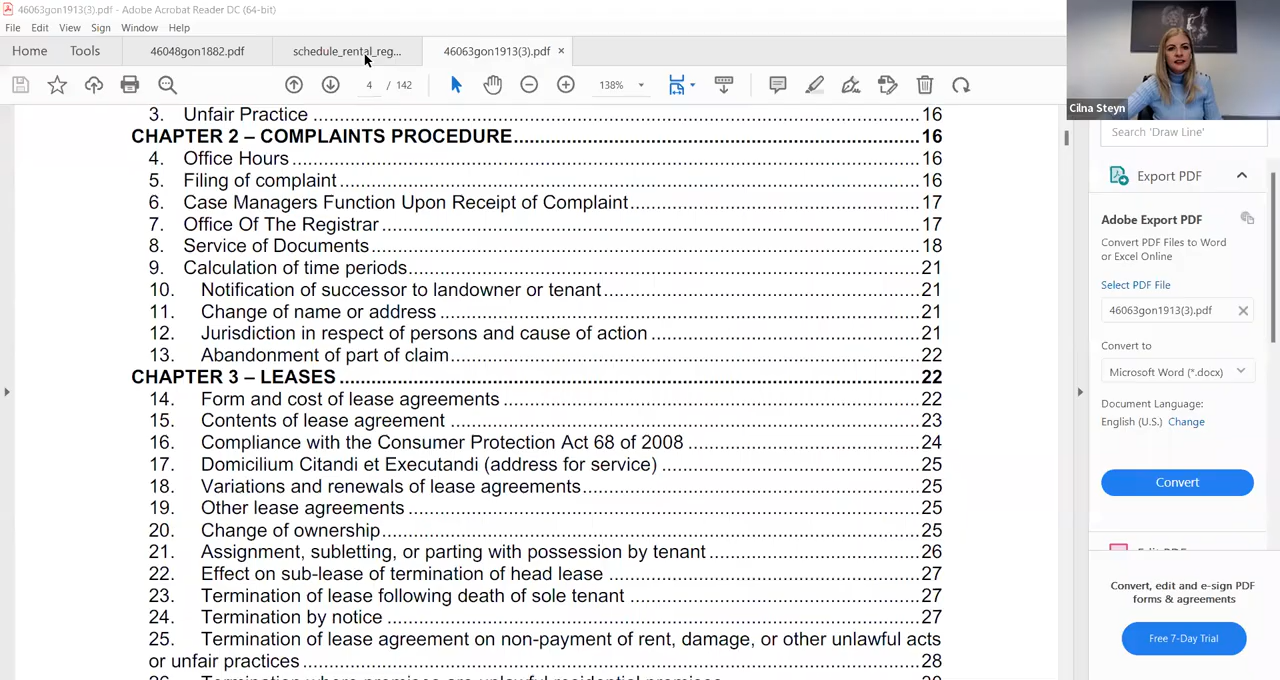 46063gon1913(3).pdf - Adobe Acrobat Reader DC (64-bit)
File Edit View Sign Window Help
Home Tools 46048gon1882.pdf schedule_rental_reg... 46063gon1913(3).pdf ×
4 / 142 138%
Cilna Steyn
Search 'Draw Line'
3. Unfair Practice ........ 16
CHAPTER 2 – COMPLAINTS PROCEDURE........ 16
4. Office Hours ........ 16
5. Filing of complaint ........ 16
6. Case Managers Function Upon Receipt of Complaint ........ 17
7. Office Of The Registrar ........ 17
8. Service of Documents ........ 18
9. Calculation of time periods ........ 21
10. Notification of successor to landowner or tenant ........ 21
11. Change of name or address ........ 21
12. Jurisdiction in respect of persons and cause of action ........ 21
13. Abandonment of part of claim ........ 22
CHAPTER 3 – LEASES ........ 22
14. Form and cost of lease agreements ........ 22
15. Contents of lease agreement ........ 23
16. Compliance with the Consumer Protection Act 68 of 2008 ........ 24
17. Domicilium Citandi et Executandi (address for service) ........ 25
18. Variations and renewals of lease agreements ........ 25
19. Other lease agreements ........ 25
20. Change of ownership ........ 25
21. Assignment, subletting, or parting with possession by tenant ........ 26
22. Effect on sub-lease of termination of head lease ........ 27
23. Termination of lease following death of sole tenant ........ 27
24. Termination by notice ........ 27
25. Termination of lease agreement on non-payment of rent, damage, or other unlawful acts
or unfair practices ........ 28
Export PDF
Adobe Export PDF
Convert PDF Files to Word
or Excel Online
Select PDF File
46063gon1913(3).pdf
Convert to
Microsoft Word (*.docx)
Document Language:
English (U.S.) Change
Convert
Convert, edit and e-sign PDF
forms & agreements
Free 7-Day Trial